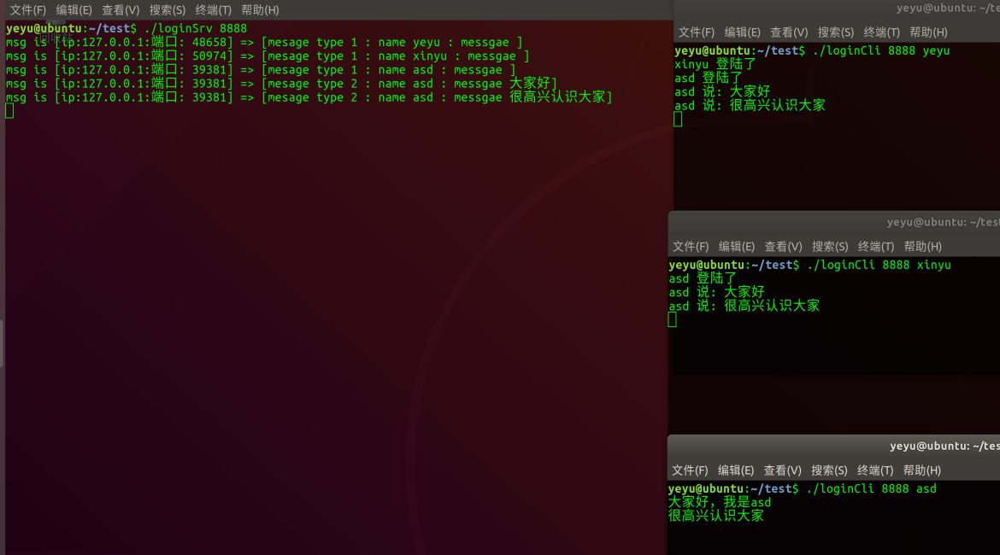 文件(F) 编辑(E) 查看(V) 搜索(S) 终端(T) 帮助(H)
yeyu@ubuntu:~/test$ ./loginSrv 8888
msg is [ip:127.0.0.1:端口: 48658] => [mesage type 1 : name yeyu : messgae ]
msg is [ip:127.0.0.1:端口: 50974] => [mesage type 1 : name xinyu : messgae ]
msg is [ip:127.0.0.1:端口: 39381] => [mesage type 1 : name asd : messgae ]
msg is [ip:127.0.0.1:端口: 39381] => [mesage type 2 : name asd : messgae 大家好]
msg is [ip:127.0.0.1:端口: 39381] => [mesage type 2 : name asd : messgae 很高兴认识大家]
yeyu@ubuntu: ~/te
文件(F) 编辑(E) 查看(V) 搜索(S) 终端(T) 帮助(H)
yeyu@ubuntu:~/test$ ./loginCli 8888 yeyu
xinyu 登陆了
asd 登陆了
asd 说: 大家好
asd 说: 很高兴认识大家
yeyu@ubuntu: ~/test
文件(F) 编辑(E) 查看(V) 搜索(S) 终端(T) 帮助(H)
yeyu@ubuntu:~/test$ ./loginCli 8888 xinyu
asd 登陆了
asd 说: 大家好
asd 说: 很高兴认识大家
yeyu@ubuntu: ~/tes
文件(F) 编辑(E) 查看(V) 搜索(S) 终端(T) 帮助(H)
yeyu@ubuntu:~/test$ ./loginCli 8888 asd
大家好，我是asd
很高兴认识大家